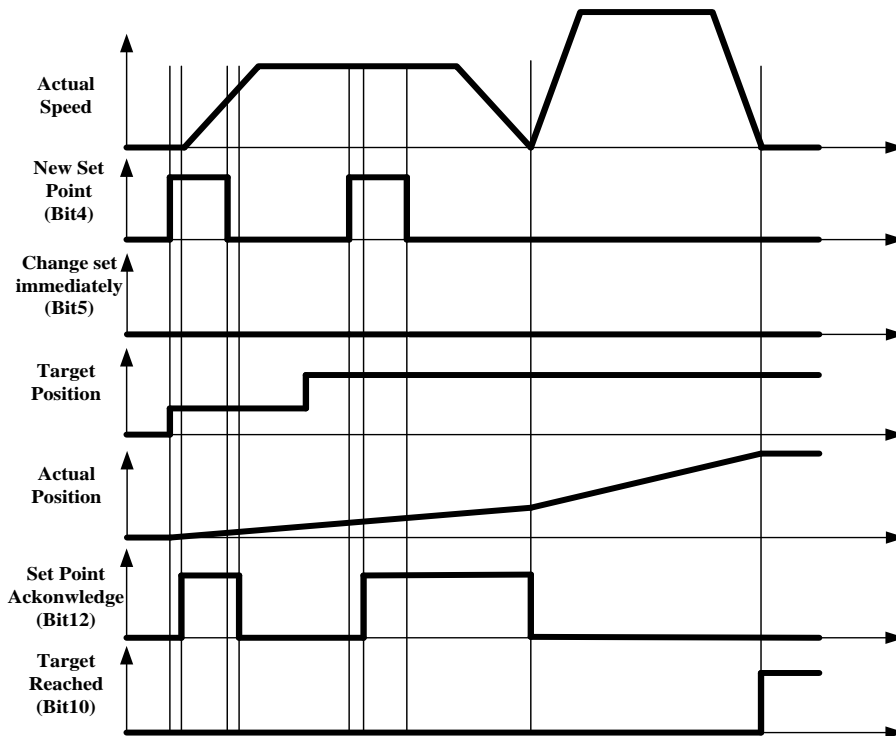 Actual
Speed
New Set
Point
(Bit4)
Change set
immediately
(Bit5)
Target
Position
Actual
Position
Set Point
Ackonwledge
(Bit12)
Target
Reached
(Bit10)